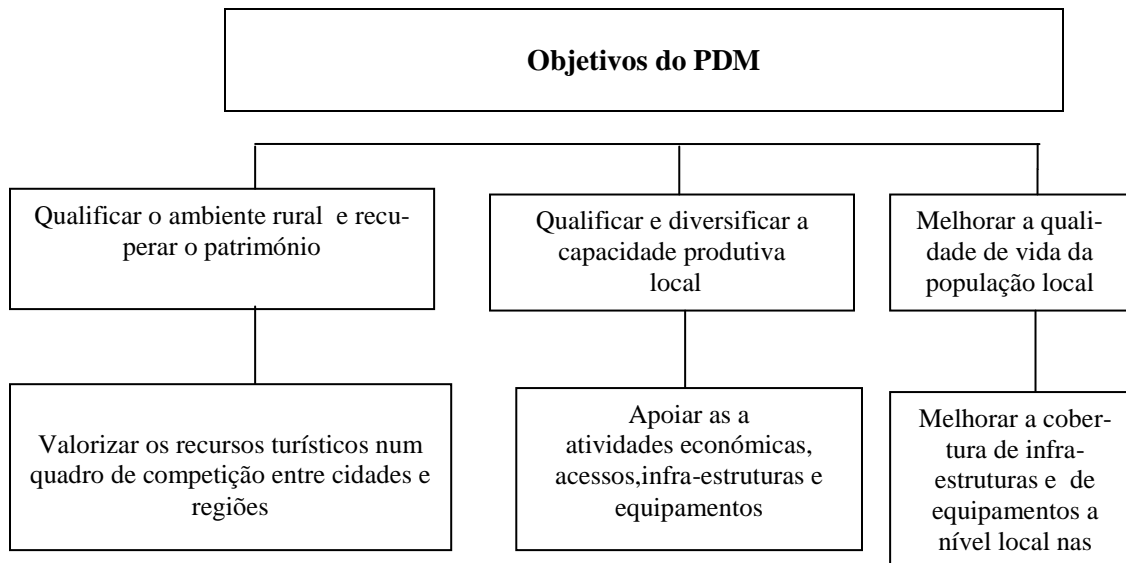 Objetivos do PDM
Qualificar o ambiente rural e recu-
perar o património
Qualificar e diversificar a
capacidade produtiva
local
Melhorar a quali-
dade de vida da
população local
Valorizar os recursos turísticos num
quadro de competição entre cidades e
regiões
Apoiar as a
atividades económicas,
acessos,infra-estruturas e
equipamentos
Melhorar a cober-
tura de infra-
estruturas e de
equipamentos a
nível local nas